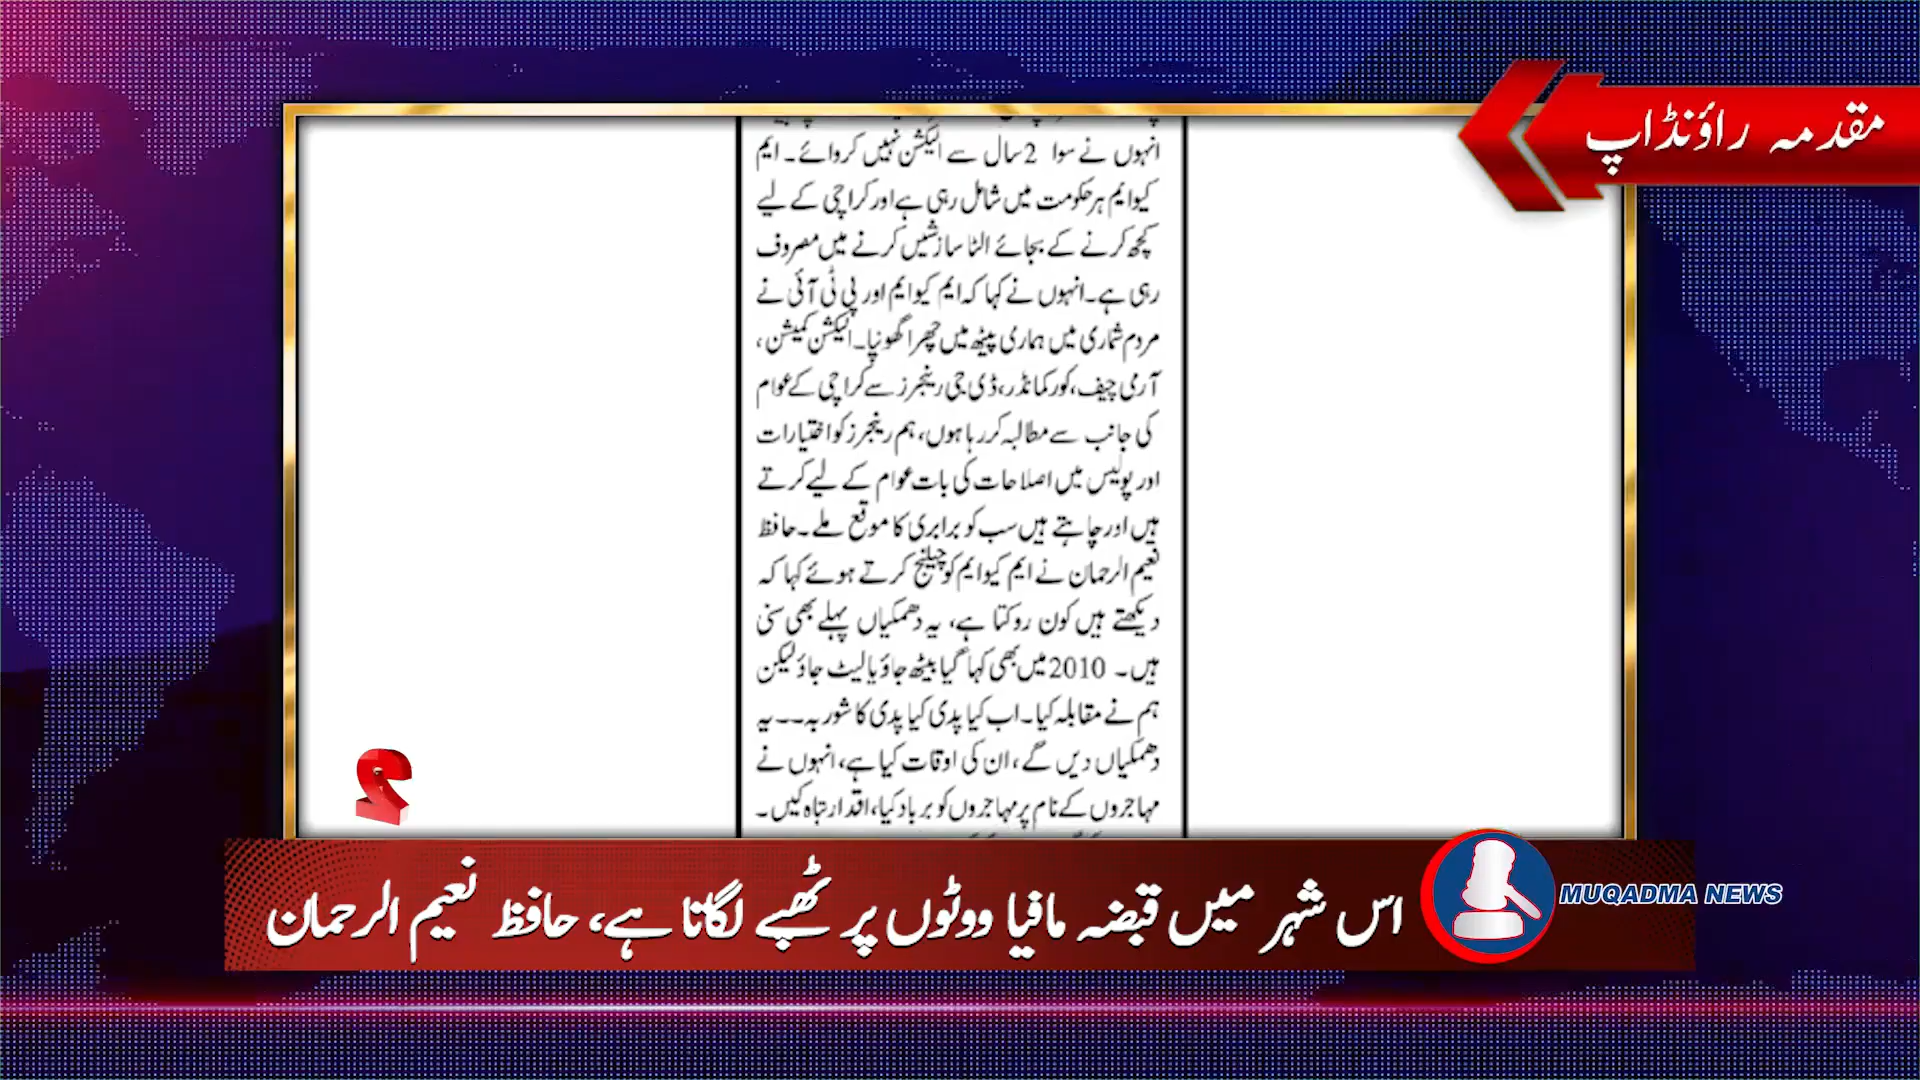 مقدمہ راؤنڈاپ
انہوں نے سوا 2سال سے الیکشن نہیں کروائے۔ ایم
کیو ایم ہر حکومت میں شامل رہی ہے اور کراچی کے لیے
کچھ کرنے کے بجائے الٹا سازشیں کرنے میں مصروف
رہی ہے۔ انہوں نے کہا کہ ایم کیو ایم اور پی ٹی آئی نے
مردم شماری میں ہماری پیٹھ میں چھرا گھونپا۔ الیکشن کمیشن،
آرمی چیف، کور کمانڈر، ڈی جی رینجرز سے کراچی کے عوام
کی جانب سے مطالبہ کر رہا ہوں، ہم رینجرز کو اختیارات
اور پولیس میں اصلاحات کی بات عوام کے لیے کرتے
ہیں اور چاہتے ہیں سب کو برابری کا موقع ملے۔ حافظ
نعیم الرحمان نے ایم کیو ایم کو چیلنج کرتے ہوئے کہا کہ
دیکھتے ہیں کون روکتا ہے، یہ دھمکیاں پہلے بھی سنی
ہیں۔ 2010 میں بھی کہا گیا بیٹھ جاؤ یا لیٹ جاؤ لیکن
ہم نے مقابلہ کیا۔ اب کیا پدی کیا پدی کا شوربہ۔۔۔ یہ
دھمکیاں دیں گے، ان کی اوقات کیا ہے، انہوں نے
مہاجروں کے نام پر مہاجروں کو برباد کیا، اقدار تباہ کیں۔
2
اس شہر میں قبضہ مافیا ووٹوں پر ٹھپے لگاتا ہے، حافظ نعیم الرحمان
MUQADMA NEWS